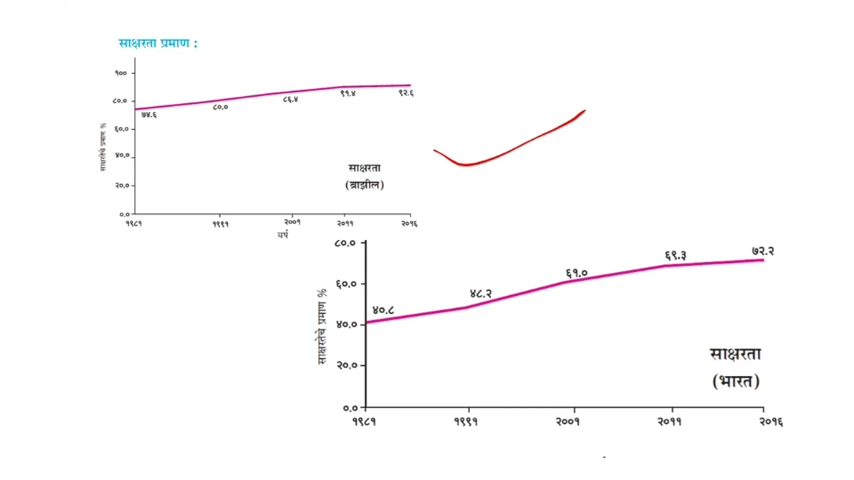 साक्षरता प्रमाण :
१००
८०.०
६०.०
४०.०
२०.०
०.०
साक्षरतेचे प्रमाण %
७४.६
८०.०
८६.४
९१.४
९२.६
साक्षरता
(ब्राझील)
१९८१ १९९१ २००१ २०११ २०१६
वर्ष
८०.०
६०.०
४०.०
२०.०
०.०
साक्षरतेचे प्रमाण %
४०.८
४८.२
६१.०
६९.३
७२.२
साक्षरता
(भारत)
१९८१ १९९१ २००१ २०११ २०१६